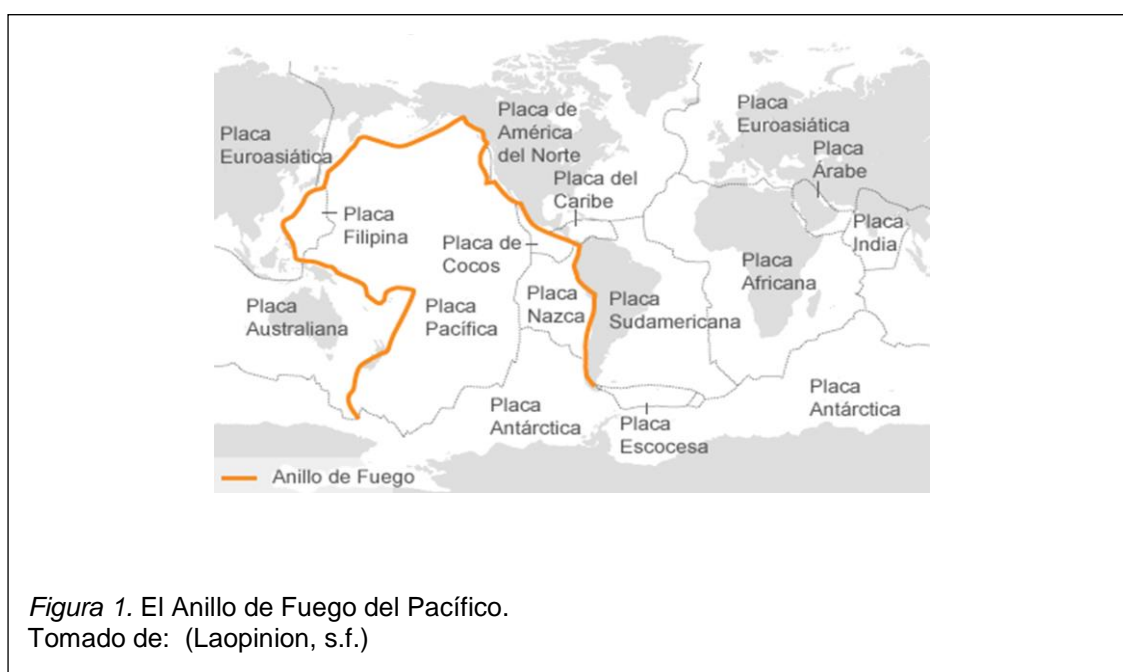 Placa
Euroasiática
Placa de
América
del Norte
Placa
Euroasiática
Placa
Árabe
Placa del
Caribe
Placa
Filipina
Placa de
Cocos
Placa
India
Placa
Africana
Placa
Australiana
Placa
Pacífica
Placa
Nazca
Placa
Sudamericana
Placa
Antárctica
Placa
Antárctica
Placa
Escocesa
Anillo de Fuego
Figura 1. El Anillo de Fuego del Pacífico.
Tomado de: (Laopinion, s.f.)